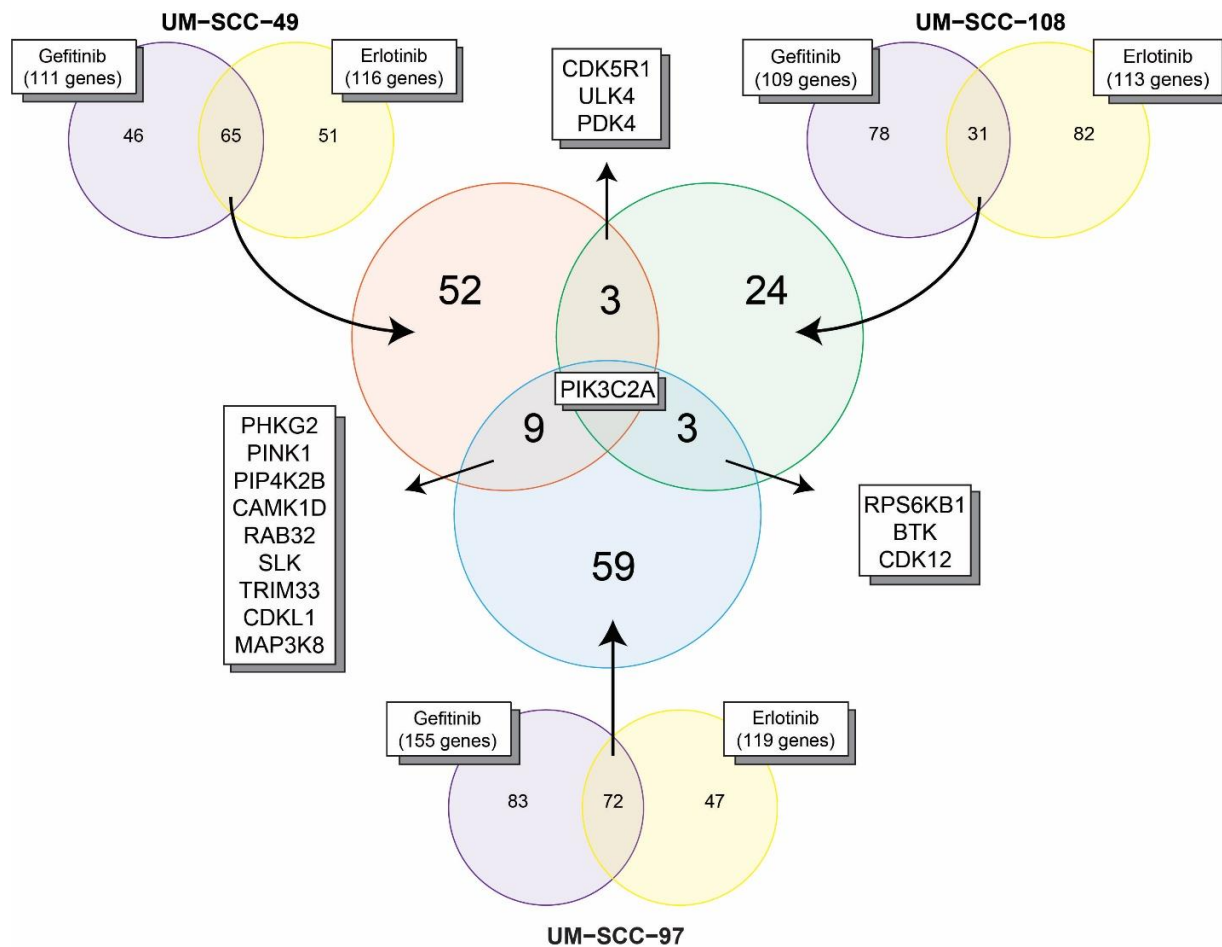 UM−SCC−49
Gefitinib
(111 genes)
Erlotinib
(116 genes)
46
65
51
CDK5R1
ULK4
PDK4
UM−SCC−108
Gefitinib
(109 genes)
Erlotinib
(113 genes)
78
31
82
52
3
24
PIK3C2A
9
3
59
PHKG2
PINK1
PIP4K2B
CAMK1D
RAB32
SLK
TRIM33
CDKL1
MAP3K8
RPS6KB1
BTK
CDK12
Gefitinib
(155 genes)
Erlotinib
(119 genes)
83
72
47
UM−SCC−97